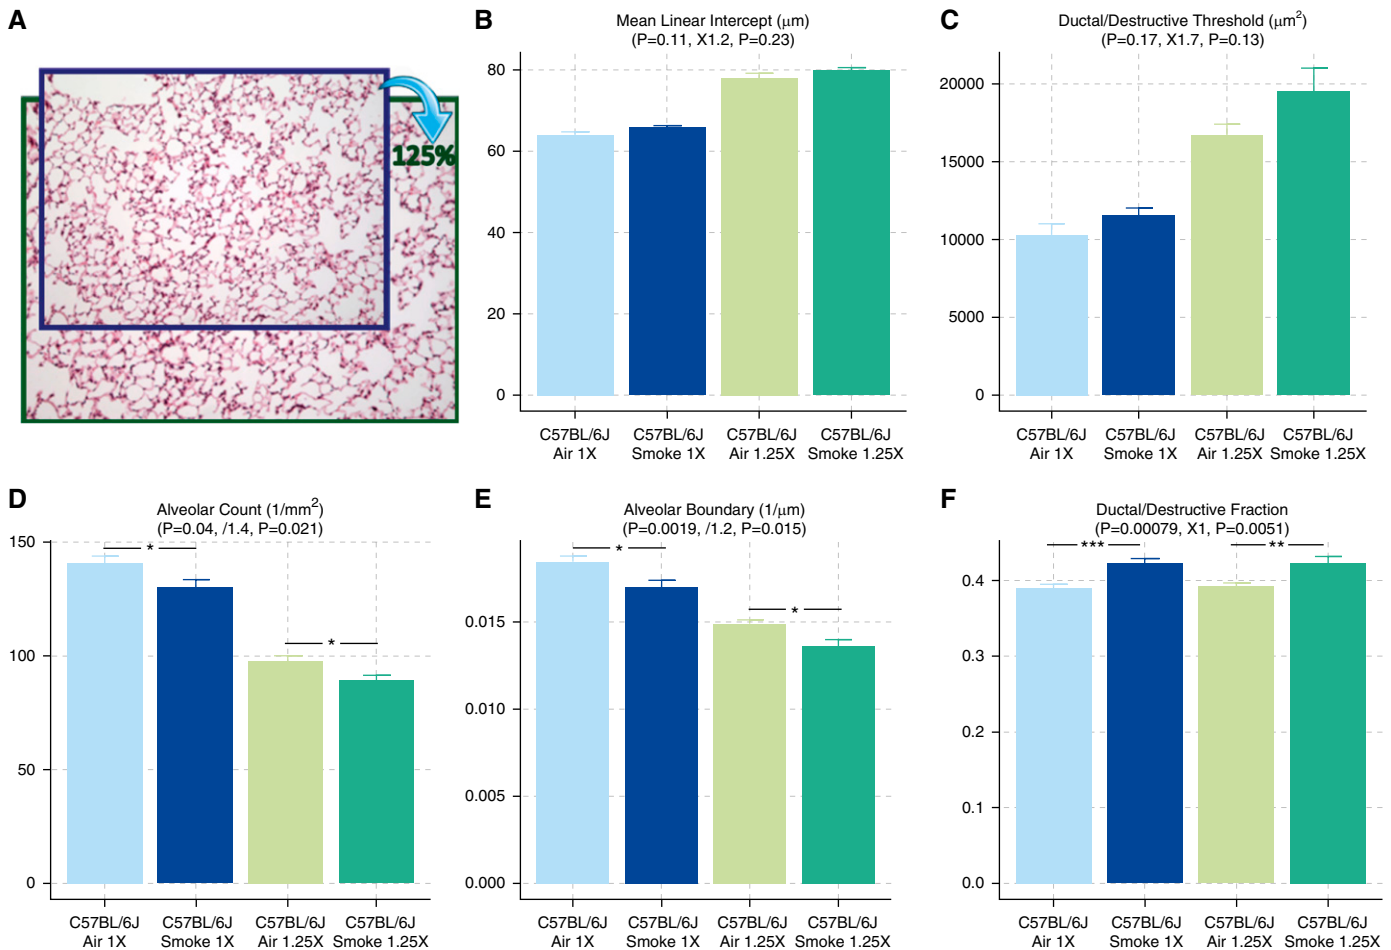 A
125%
B
Mean Linear Intercept (μm)
(P=0.11, X1.2, P=0.23)
80
60
40
20
0
C57BL/6J C57BL/6J C57BL/6J C57BL/6J
Air 1X Smoke 1X Air 1.25X Smoke 1.25X
C
Ductal/Destructive Threshold (μm²)
(P=0.17, X1.7, P=0.13)
20000
15000
10000
5000
0
C57BL/6J C57BL/6J C57BL/6J C57BL/6J
Air 1X Smoke 1X Air 1.25X Smoke 1.25X
D
Alveolar Count (1/mm²)
(P=0.04, /1.4, P=0.021)
150
100
50
0
*
*
C57BL/6J C57BL/6J C57BL/6J C57BL/6J
Air 1X Smoke 1X Air 1.25X Smoke 1.25X
E
Alveolar Boundary (1/μm)
(P=0.0019, /1.2, P=0.015)
0.015
0.010
0.005
0.000
*
*
C57BL/6J C57BL/6J C57BL/6J C57BL/6J
Air 1X Smoke 1X Air 1.25X Smoke 1.25X
F
Ductal/Destructive Fraction
(P=0.00079, X1, P=0.0051)
0.4
0.3
0.2
0.1
0.0
***
**
C57BL/6J C57BL/6J C57BL/6J C57BL/6J
Air 1X Smoke 1X Air 1.25X Smoke 1.25X